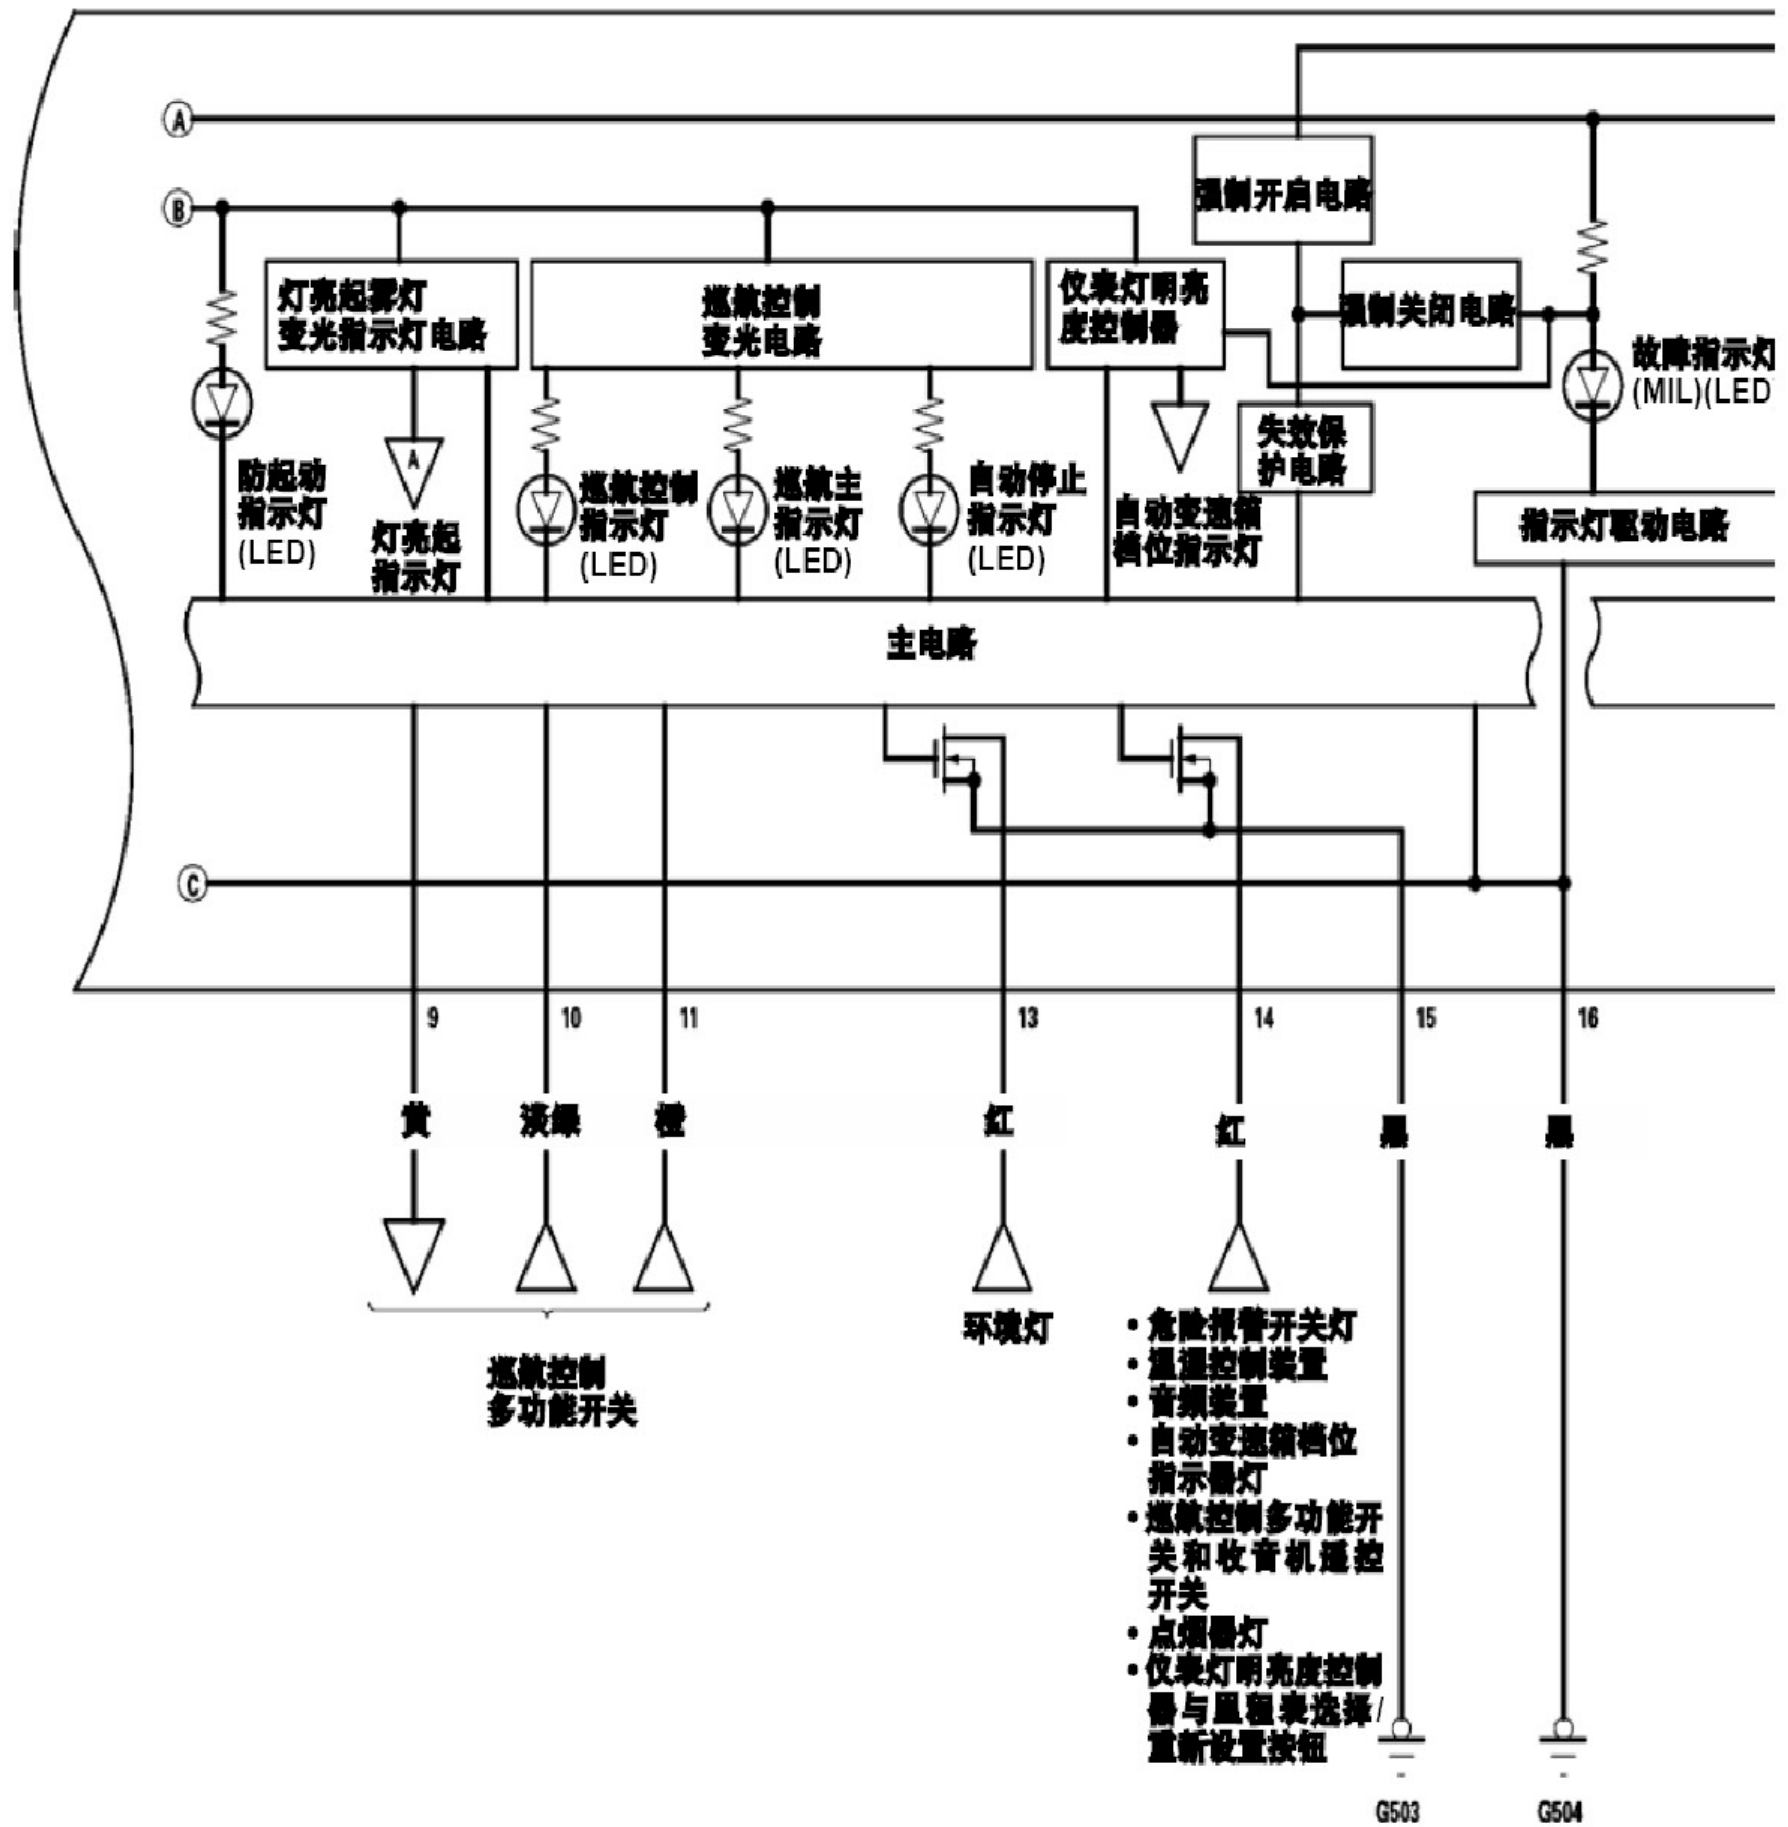 A
强制开启电路
B
灯亮起雾灯
变光指示灯电路
巡航控制
变光电路
仪表灯明亮
度控制器
强制关闭电路
故障指示灯
(MIL)(LED
失效保
护电路
防起动
指示灯
(LED)
A
灯亮起
指示灯
巡航控制
指示灯
(LED)
巡航主
指示灯
(LED)
自动停止
指示灯
(LED)
自动变速箱
档位指示灯
指示灯驱动电路
主电路
C
9
10
11
13
14
15
16
黄
淡绿
橙
红
红
黑
黑
巡航控制
多功能开关
环境灯
• 危险报警开关灯
• 温湿控制装置
• 音频装置
• 自动变速箱档位
指示器灯
• 巡航控制多功能开
关和收音机遥控
开关
• 点烟器灯
• 仪表灯明亮度控制
器与里程表选择/
重新设置按钮
G503
G504